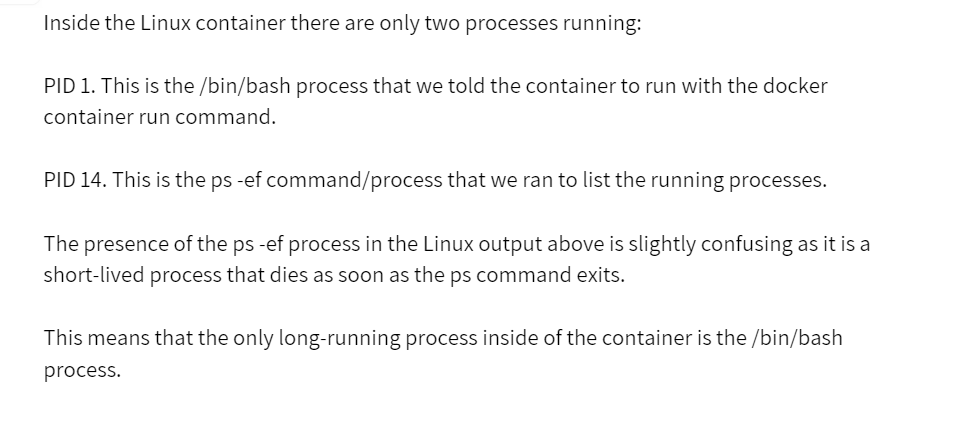 Inside the Linux container there are only two processes running:
PID 1. This is the /bin/bash process that we told the container to run with the docker
container run command.
PID 14. This is the ps -ef command/process that we ran to list the running processes.
The presence of the ps -ef process in the Linux output above is slightly confusing as it is a
short-lived process that dies as soon as the ps command exits.
This means that the only long-running process inside of the container is the /bin/bash
process.